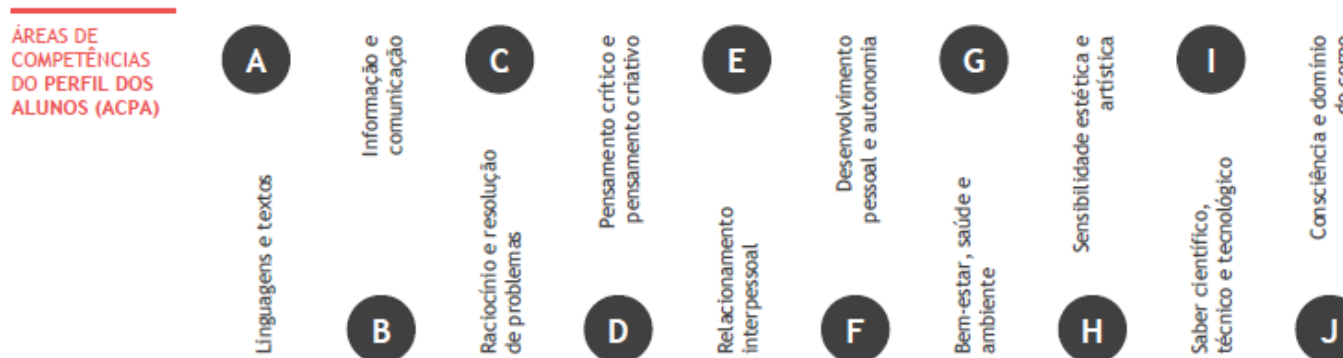 ÁREAS DE
COMPETÊNCIAS
DO PERFIL DOS
ALUNOS (ACPA)
A
Linguagens e textos
Informação e
comunicação
B
C
Raciocínio e resolução
de problemas
Pensamento crítico e
pensamento criativo
D
E
Relacionamento
interpessoal
Desenvolvimento
pessoal e autonomia
F
G
Bem-estar, saúde e
ambiente
Sensibilidade estética e
artística
H
I
Saber científico,
técnico e tecnológico
Consciência e domínio
J